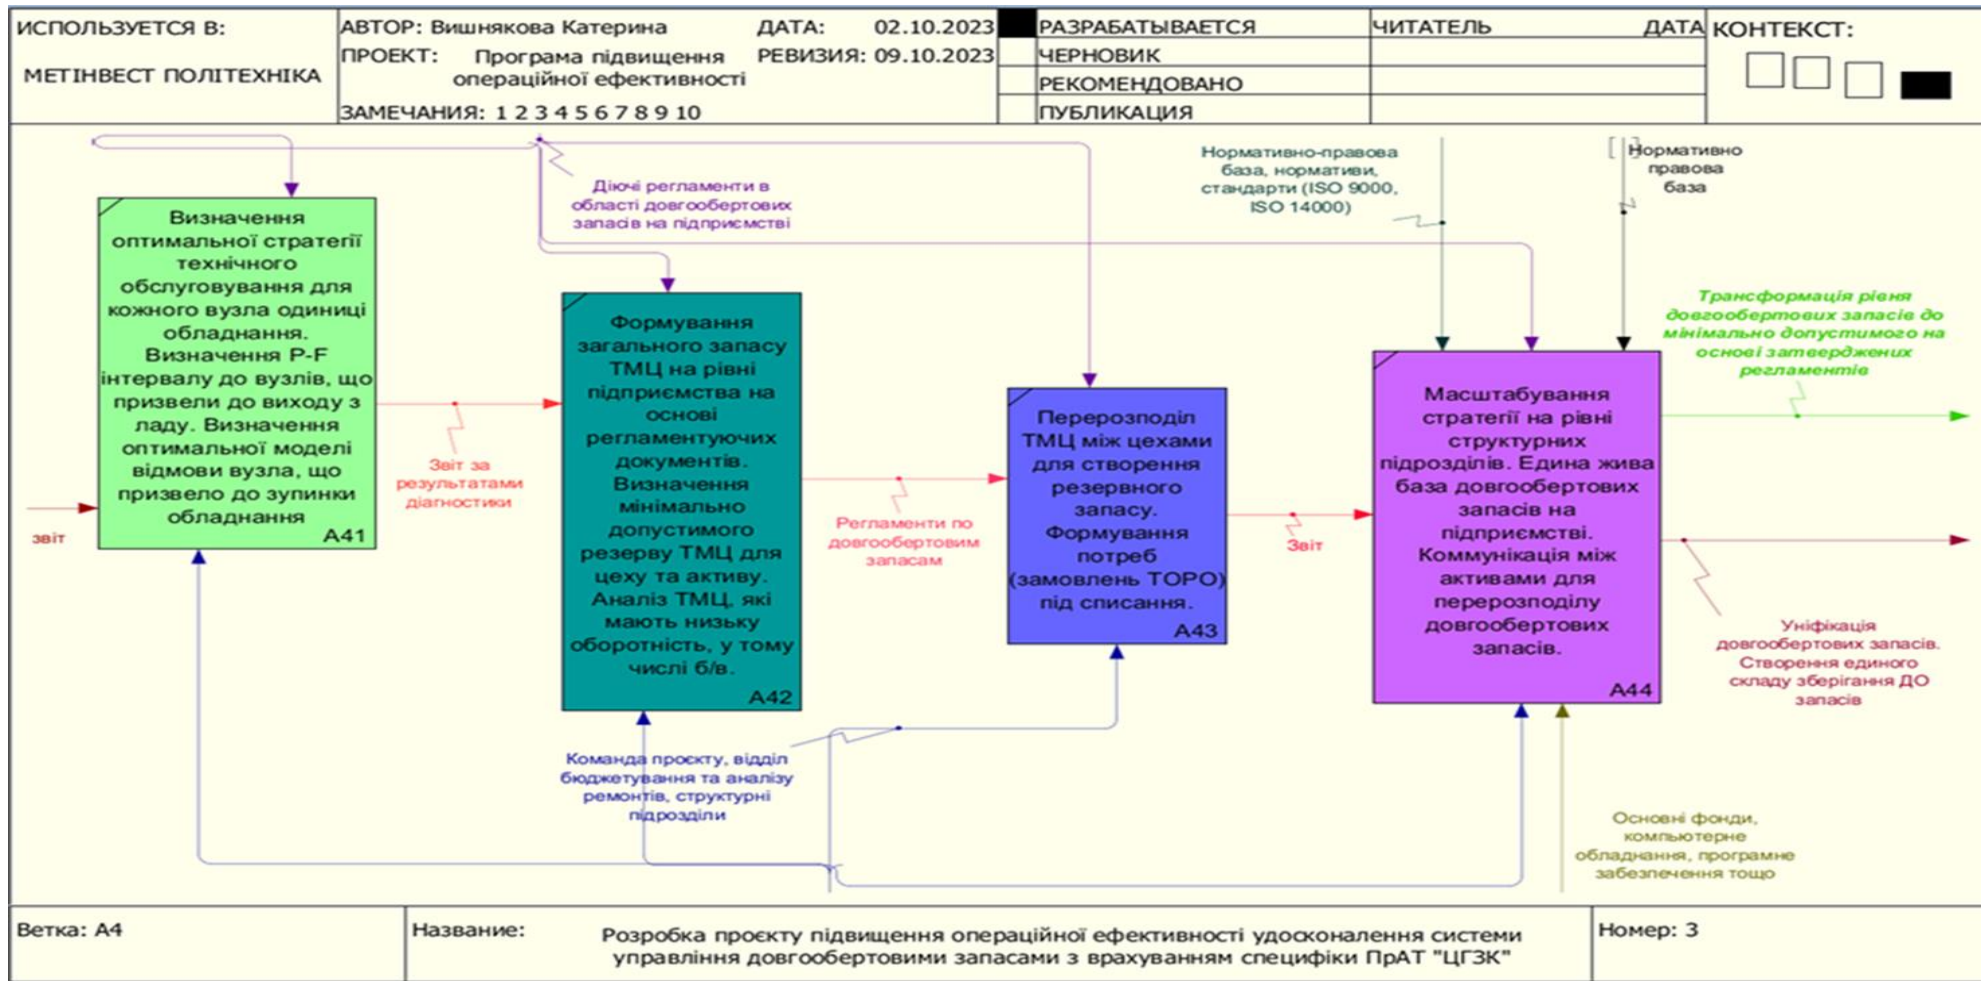 ИСПОЛЬЗУЕТСЯ В:
МЕТІНВЕСТ ПОЛІТЕХНІКА
АВТОР: Вишнякова Катерина
ДАТА: 02.10.2023
ПРОЕКТ: Програма підвищення
операційної ефективності
РЕВИЗИЯ: 09.10.2023
ЗАМЕЧАНИЯ: 1 2 3 4 5 6 7 8 9 10
РАЗРАБАТЫВАЕТСЯ
ЧЕРНОВИК
РЕКОМЕНДОВАНО
ПУБЛИКАЦИЯ
ЧИТАТЕЛЬ
ДАТА
КОНТЕКСТ:
Діючі регламенти в
області довгообертових
запасів на підприємстві
Нормативно-правова
база, нормативи,
стандарти (ISO 9000,
ISO 14000)
Нормативно
правова
база
звіт
Визначення
оптимальної стратегії
технічного
обслуговування для
кожного вузла одиниці
обладнання.
Визначення P-F
інтервалу до вузлів, що
призвели до виходу з
ладу. Визначення
оптимальної моделі
відмови вузла, що
призвело до зупинки
обладнання
A41
Звіт за
результатами
діагностики
Формування
загального запасу
ТМЦ на рівні
підприємства на
основі
регламентуючих
документів.
Визначення
мінімально
допустимого
резерву ТМЦ для
цеху та активу.
Аналіз ТМЦ, які
мають низьку
оборотність, у тому
числі б/в.
A42
Регламенти по
довгообертовим
запасам
Перерозподіл
ТМЦ між цехами
для створення
резервного
запасу.
Формування
потреб
(замовлень ТОРО)
під списання.
A43
Звіт
Масштабування
стратегії на рівні
структурних
підрозділів. Едина жива
база довгообертових
запасів на
підприємстві.
Коммунікація між
активами для
перерозподілу
довгообертових
запасів.
A44
Трансформація рівня
довгообертових запасів до
мінімально допустимого на
основі затверджених
регламентів
Уніфікація
довгообертових запасів.
Створення единого
складу зберігання ДО
запасів
Команда проєкту, відділ
бюджетування та аналізу
ремонтів, структурні
підрозділи
Основні фонди,
компьютерне
обладнання, програмне
забезпечення тощо
Ветка: A4
Название:
Розробка проєкту підвищення операційної ефективності удосконалення системи
управління довгообертовими запасами з врахуванням специфіки ПрАТ "ЦГЗК"
Номер: 3